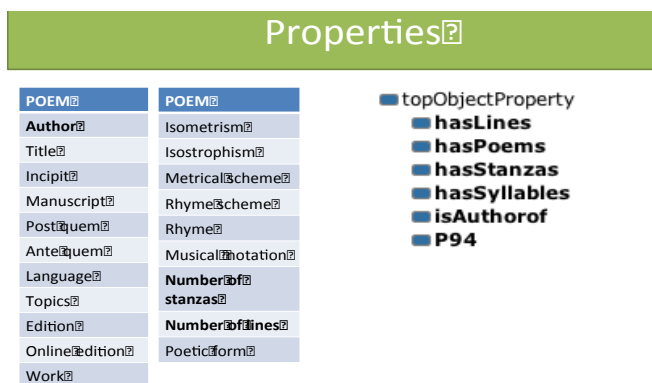 Properties
POEM
Author
Title
Incipit
Manuscript
Post quem
Ante quem
Language
Topics
Edition
Online edition
Work
POEM
Isometrism
Isostrophism
Metrical scheme
Rhyme scheme
Rhyme
Musical notation
Number of
stanzas
Number of lines
Poetic form
topObjectProperty
hasLines
hasPoems
hasStanzas
hasSyllables
isAuthorof
P94